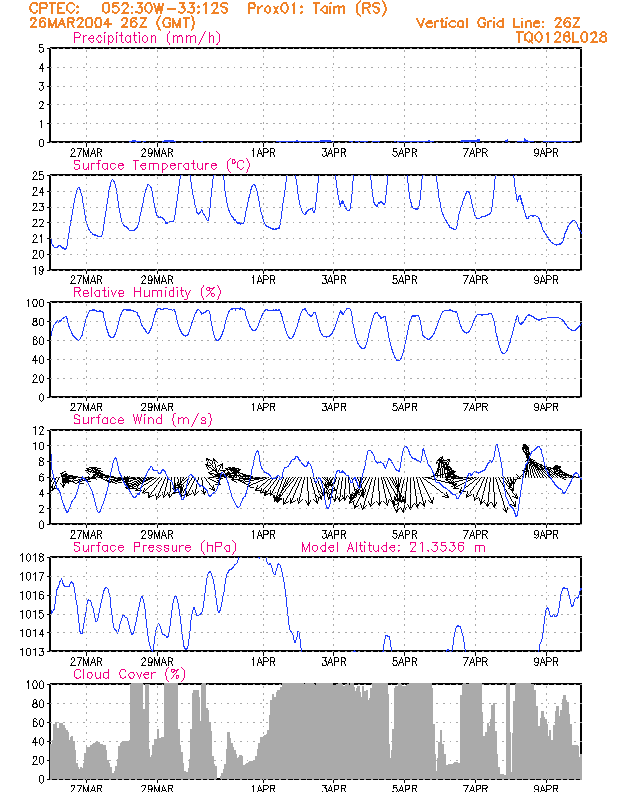 CPTEC: 052:30W-33:12S Prox01: Taim (RS)
26MAR2004 26Z (GMT) Vertical Grid Line: 26Z
Precipitation (mm/h) TQ0126L028
5
4
3
2
1
0
27MAR 29MAR 1APR 3APR 5APR 7APR 9APR
Surface Temperature (ºC)
25
24
23
22
21
20
19
27MAR 29MAR 1APR 3APR 5APR 7APR 9APR
Relative Humidity (%)
100
80
60
40
20
0
27MAR 29MAR 1APR 3APR 5APR 7APR 9APR
Surface Wind (m/s)
12
10
8
6
4
2
0
27MAR 29MAR 1APR 3APR 5APR 7APR 9APR
Surface Pressure (hPa) Model Altitude: 21.3536 m
1018
1017
1016
1015
1014
1013
27MAR 29MAR 1APR 3APR 5APR 7APR 9APR
Cloud Cover (%)
100
80
60
40
20
0
27MAR 29MAR 1APR 3APR 5APR 7APR 9APR